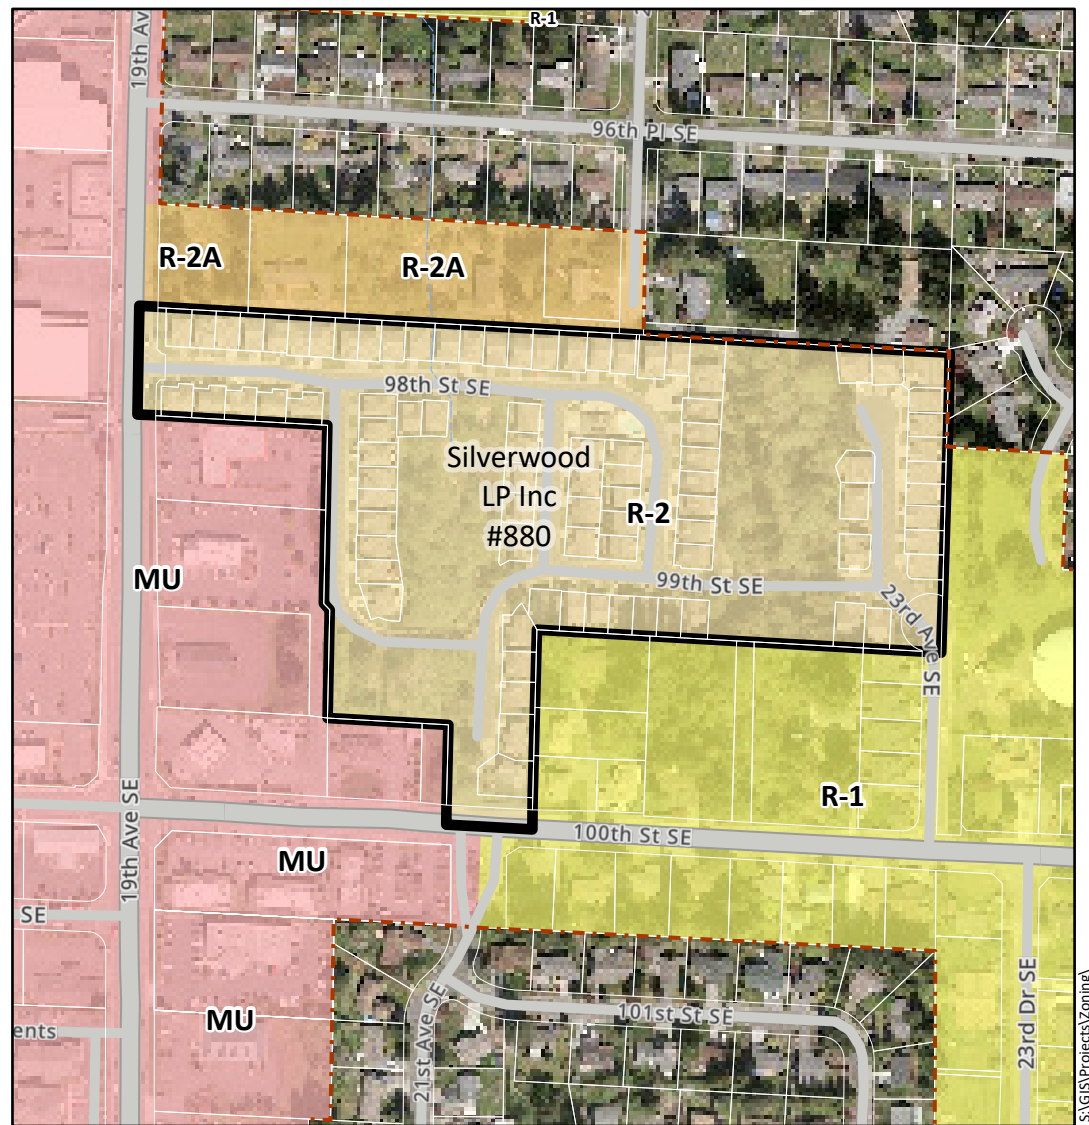 R-1
19th Av
96th Pl SE
R-2A
R-2A
98th St SE
Silverwood
LP Inc
#880
R-2
MU
99th St SE
23rd Ave SE
R-1
19th Ave SE
100th St SE
MU
SE
MU
ents
21st Ave SE
101st St SE
23rd Dr SE
S:\GIS\Projects\Zoning\